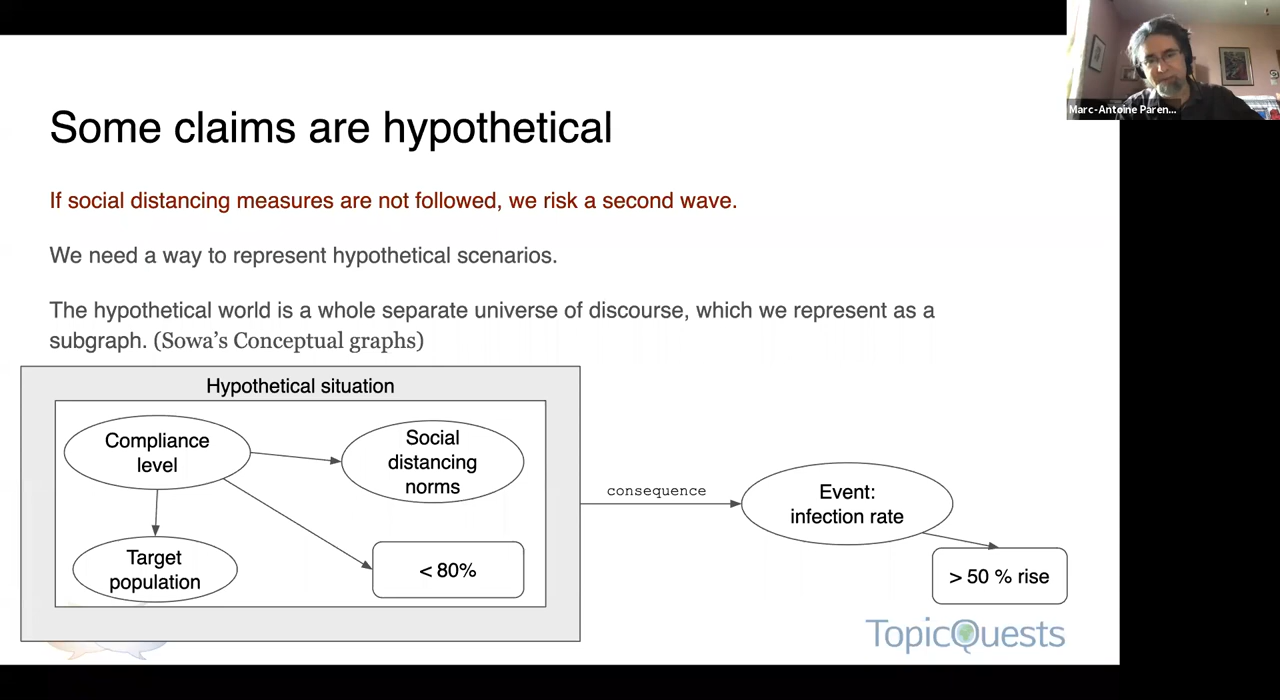 Marc-Antoine Paren...
Some claims are hypothetical
If social distancing measures are not followed, we risk a second wave.
We need a way to represent hypothetical scenarios.
The hypothetical world is a whole separate universe of discourse, which we represent as a
subgraph. (Sowa's Conceptual graphs)
Hypothetical situation
Compliance
level
Social
distancing
norms
Target
population
< 80%
consequence
Event:
infection rate
> 50 % rise
TopicQuests